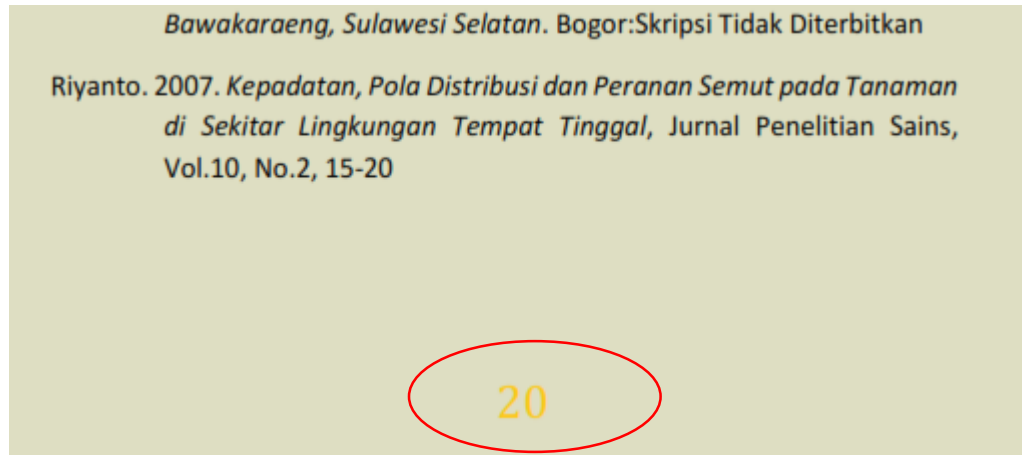 Bawakaraeng, Sulawesi Selatan. Bogor:Skripsi Tidak Diterbitkan
Riyanto. 2007. Kepadatan, Pola Distribusi dan Peranan Semut pada Tanaman
di Sekitar Lingkungan Tempat Tinggal, Jurnal Penelitian Sains,
Vol.10, No.2, 15-20
20